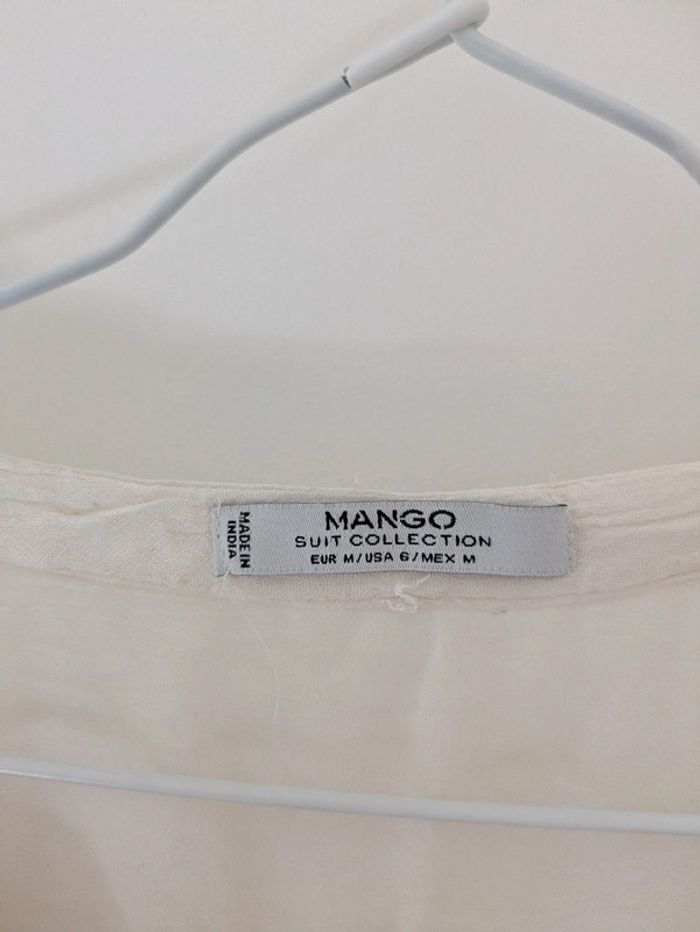 MANGO
SUIT COLLECTION
EUR M/USA 6/MEX M
MADE IN
INDIA